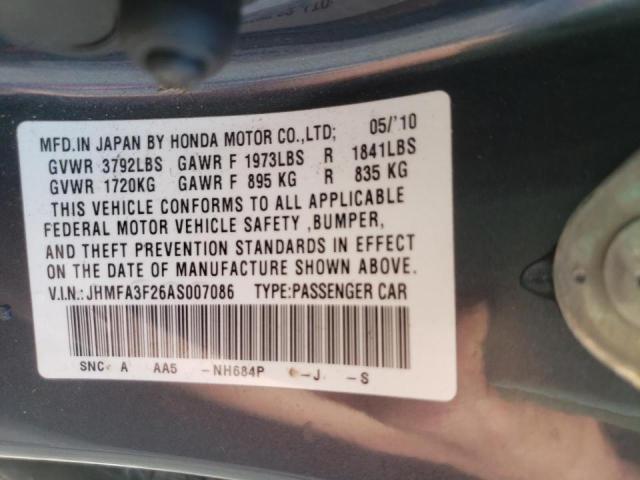 MFD.IN JAPAN BY HONDA MOTOR CO.,LTD; 05/'10
GVWR 3792LBS GAWR F 1973LBS R 1841LBS
GVWR 1720KG GAWR F 895 KG R 835 KG
THIS VEHICLE CONFORMS TO ALL APPLICABLE
FEDERAL MOTOR VEHICLE SAFETY ,BUMPER,
AND THEFT PREVENTION STANDARDS IN EFFECT
ON THE DATE OF MANUFACTURE SHOWN ABOVE.
V.I.N.:JHMFA3F26AS007086 TYPE:PASSENGER CAR
SNC A AA5 -NH684P -J -S